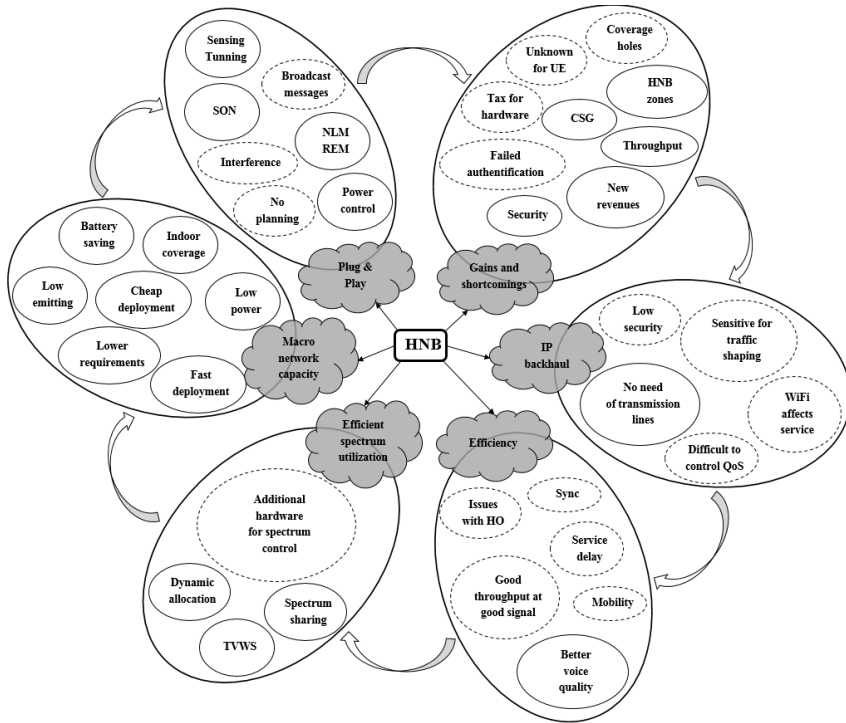 Sensing
Tunning
Broadcast
messages
SON
NLM
REM
Interference
No
planning
Power
control
Plug &
Play
Unknown
for UE
Coverage
holes
Tax for
hardware
HNB
zones
CSG
Throughput
Failed
authentification
New
revenues
Security
Gains and
shortcomings
Battery
saving
Indoor
coverage
Low
emitting
Cheap
deployment
Low
power
Lower
requirements
Fast
deployment
Macro
network
capacity
HNB
IP
backhaul
Low
security
Sensitive for
traffic
shaping
No need
of transmission
lines
WiFi
affects
service
Difficult to
control QoS
Efficient
spectrum
utilization
Additional
hardware
for spectrum
control
Dynamic
allocation
Spectrum
sharing
TVWS
Efficiency
Issues
with HO
Sync
Service
delay
Good
throughput at
good signal
Mobility
Better
voice
quality